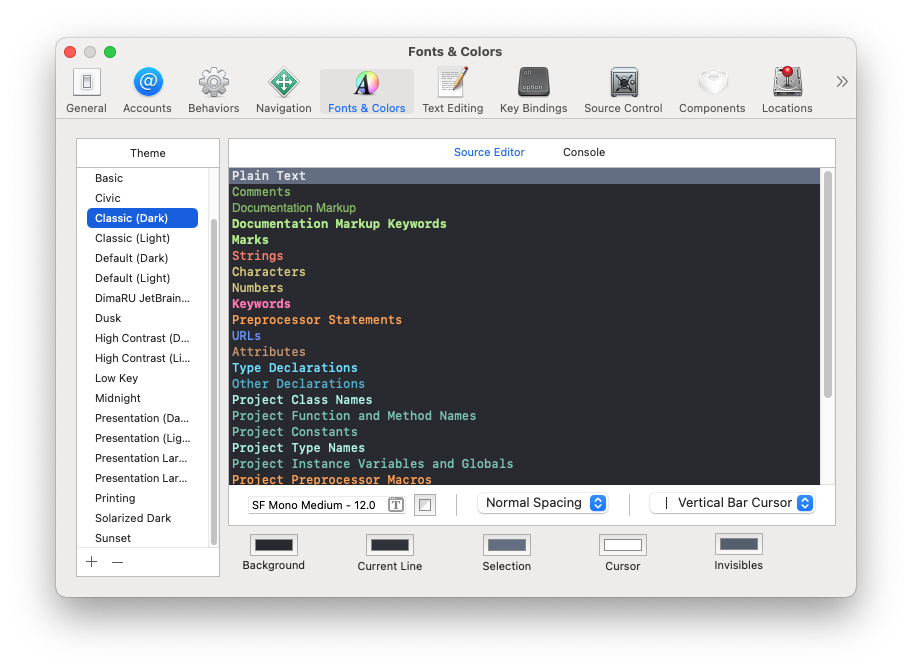 Fonts & Colors
General Accounts Behaviors Navigation Fonts & Colors Text Editing Key Bindings Source Control Components Locations
Theme
Basic
Civic
Classic (Dark)
Classic (Light)
Default (Dark)
Default (Light)
DimaRU JetBrain...
Dusk
High Contrast (D...
High Contrast (Li...
Low Key
Midnight
Presentation (Da...
Presentation (Lig...
Presentation Lar...
Presentation Lar...
Printing
Solarized Dark
Sunset
Source Editor Console
Plain Text
Comments
Documentation Markup
Documentation Markup Keywords
Marks
Strings
Characters
Numbers
Keywords
Preprocessor Statements
URLs
Attributes
Type Declarations
Other Declarations
Project Class Names
Project Function and Method Names
Project Constants
Project Type Names
Project Instance Variables and Globals
Project Preprocessor Macros
SF Mono Medium - 12.0 T Normal Spacing Vertical Bar Cursor
Background Current Line Selection Cursor Invisibles